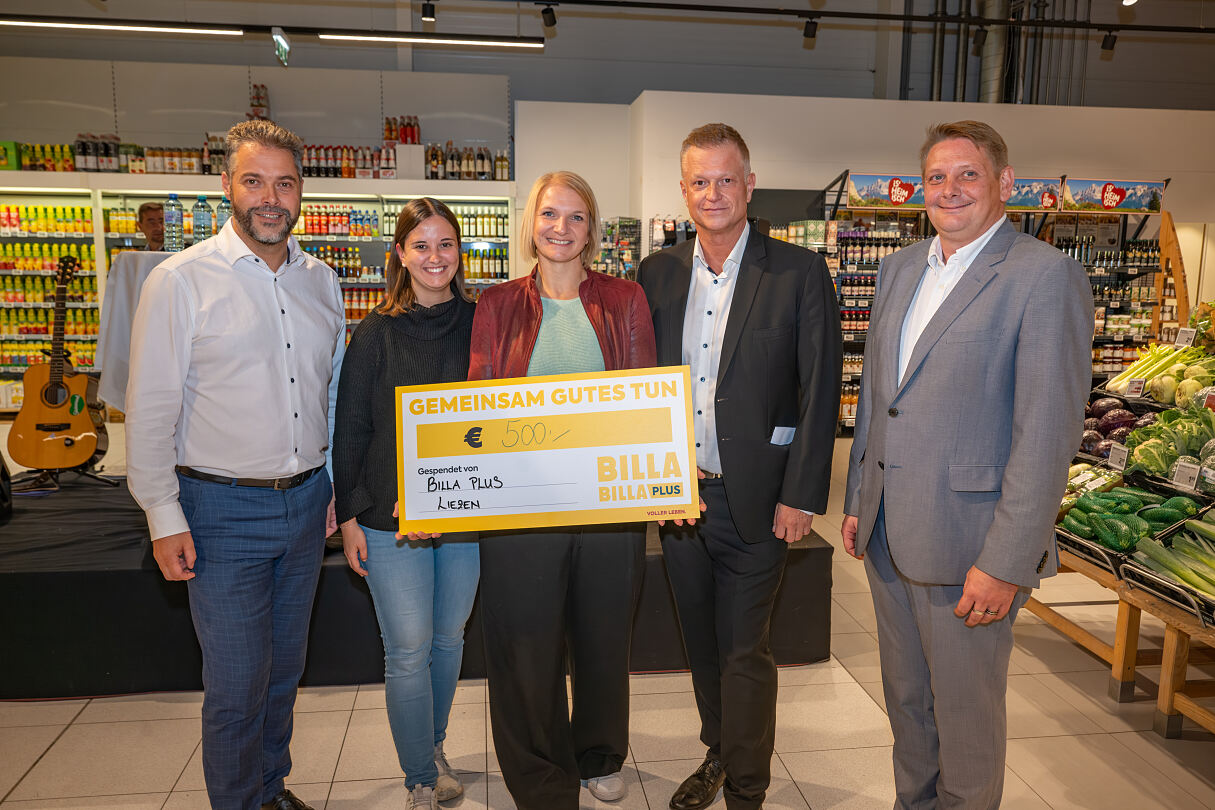 GEMEINSAM GUTES TUN
€ 500.-
Gespendet von
BILLA PLUS
LIEZEN
BILLA
BILLA PLUS
VOLLER LEBEN.